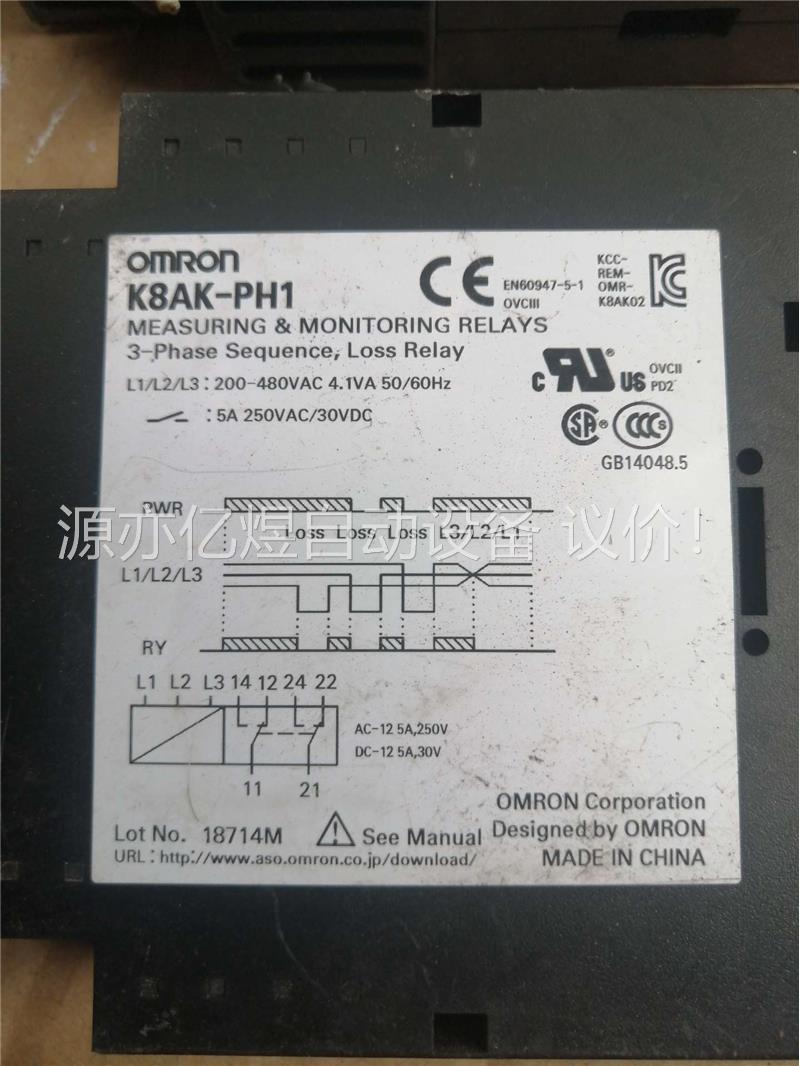 OMRON
K8AK-PH1
EN60947-5-1
OVCIII
KCC-
REM-
OMR-
K8AK02
MEASURING & MONITORING RELAYS
3-Phase Sequence, Loss Relay
L1/L2/L3 : 200-480VAC 4.1VA 50/60Hz
C US OVCII
PD2
: 5A 250VAC/30VDC
GB14048.5
PWR
Loss Loss Loss L3/L2/L1
源亦亿煜自动设备 议价!
L1/L2/L3
RY
L1 L2 L3 14 12 24 22
AC-12 5A,250V
DC-12 5A,30V
11 21
OMRON Corporation
Lot No. 18714M See Manual Designed by OMRON
URL : http://www.aso.omron.co.jp/download/ MADE IN CHINA